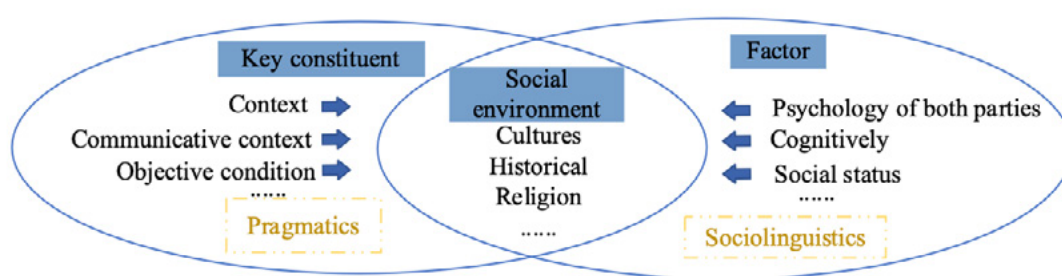 Key constituent
Context
Communicative context
Objective condition
......
Pragmatics
Social
environment
Cultures
Historical
Religion
......
Factor
Psychology of both parties
Cognitively
Social status
......
Sociolinguistics